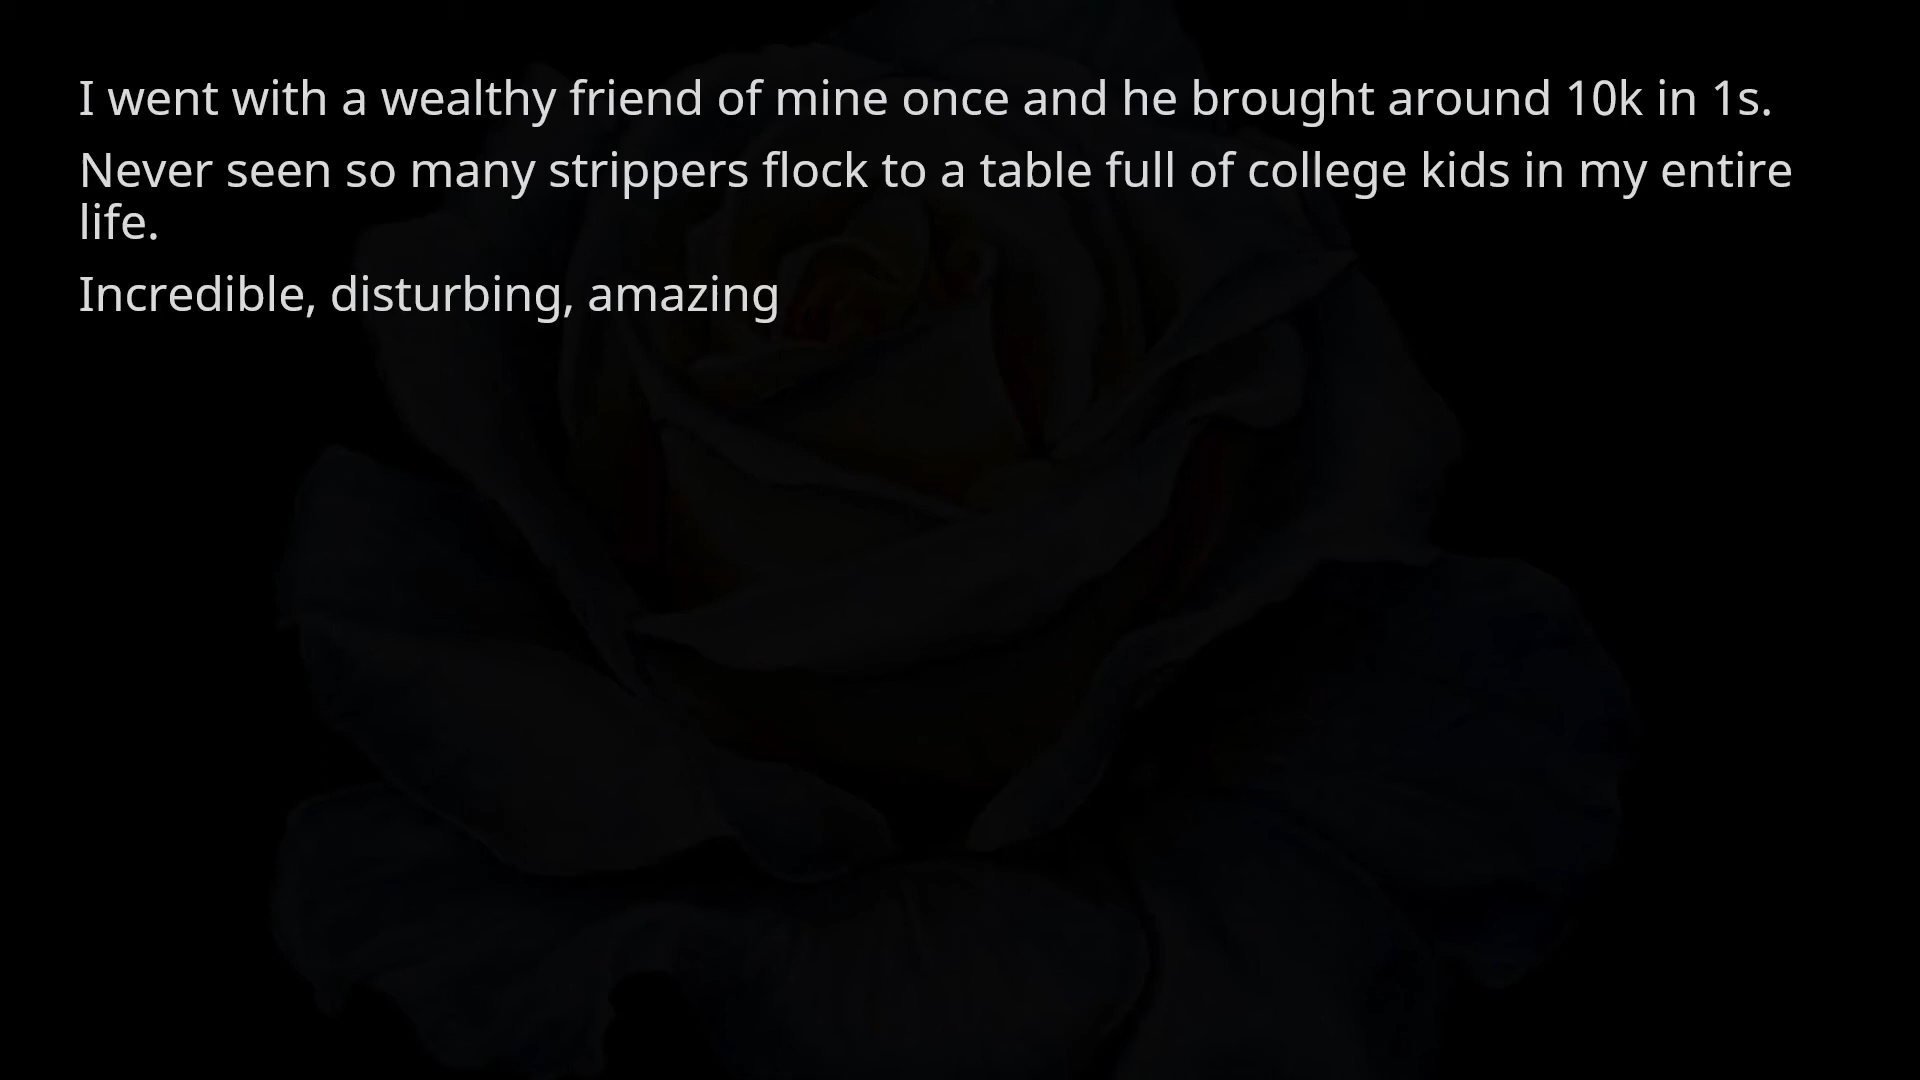 I went with a wealthy friend of mine once and he brought around 10k in 1s.
Never seen so many strippers flock to a table full of college kids in my entire
life.
Incredible, disturbing, amazing